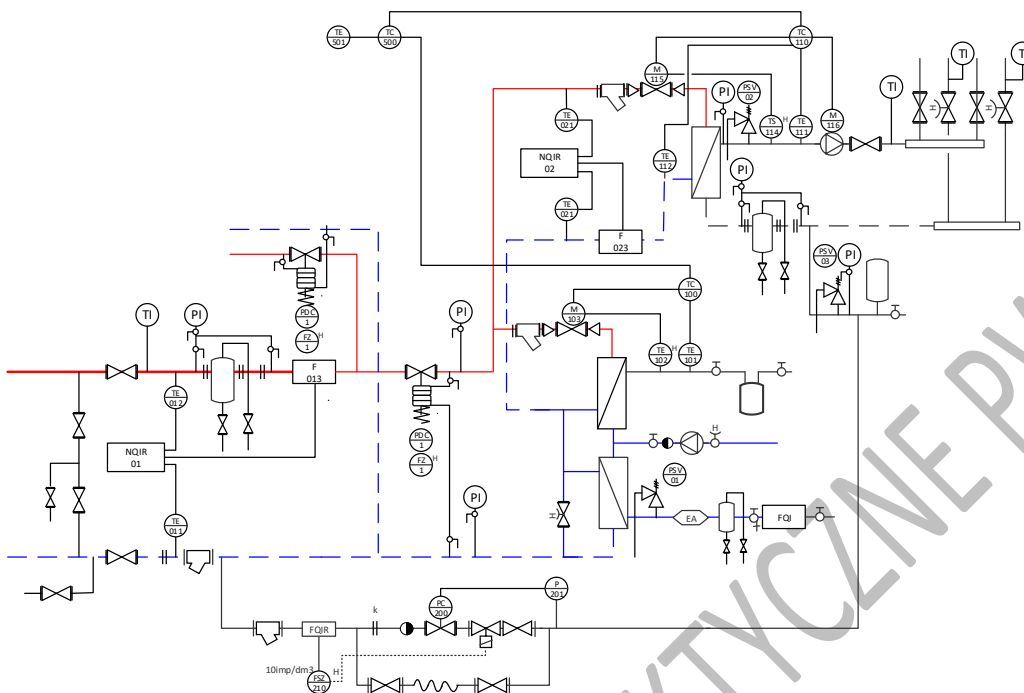 TE
501
TC
500
TC
110
M
115
TI
TI
T
PI
PSV
02
TI
H
H
TS
114
H
TE
111
M
116
TE
021
NQIR
02
TE
112
PI
TE
021
F
023
PSV
03
PI
TC
100
M
103
TI
PI
PDC
1
FZ
1
H
PI
TE
102
H
TE
101
F
013
TE
012
PDC
1
FZ
1
H
H
NQIR
01
PSV
01
PI
H
EA
FQI
TE
011
P
201
k
PC
200
FQIR
10imp/dm3
FSZ
210
H
KTYCZNE PW